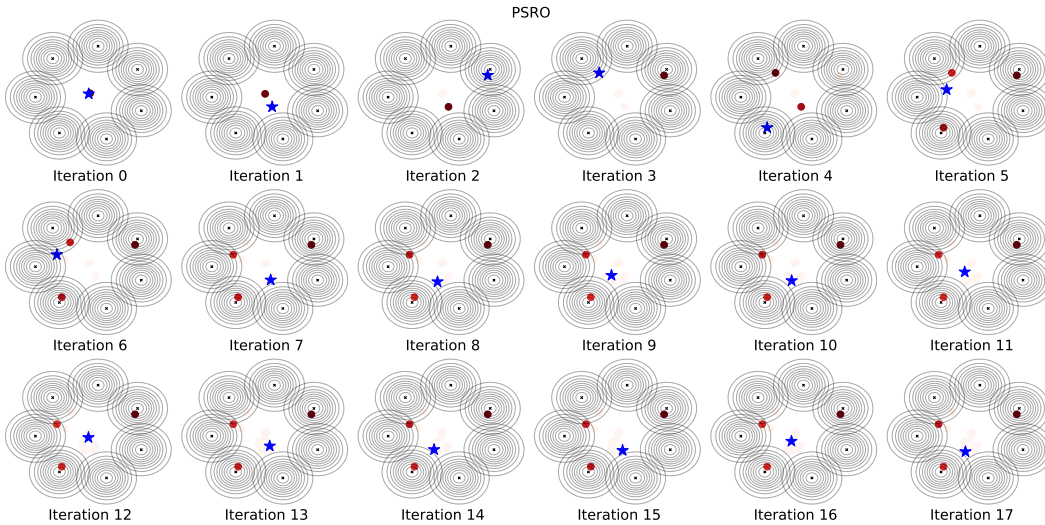 PSRO
Iteration 0
Iteration 1
Iteration 2
Iteration 3
Iteration 4
Iteration 5
Iteration 6
Iteration 7
Iteration 8
Iteration 9
Iteration 10
Iteration 11
Iteration 12
Iteration 13
Iteration 14
Iteration 15
Iteration 16
Iteration 17